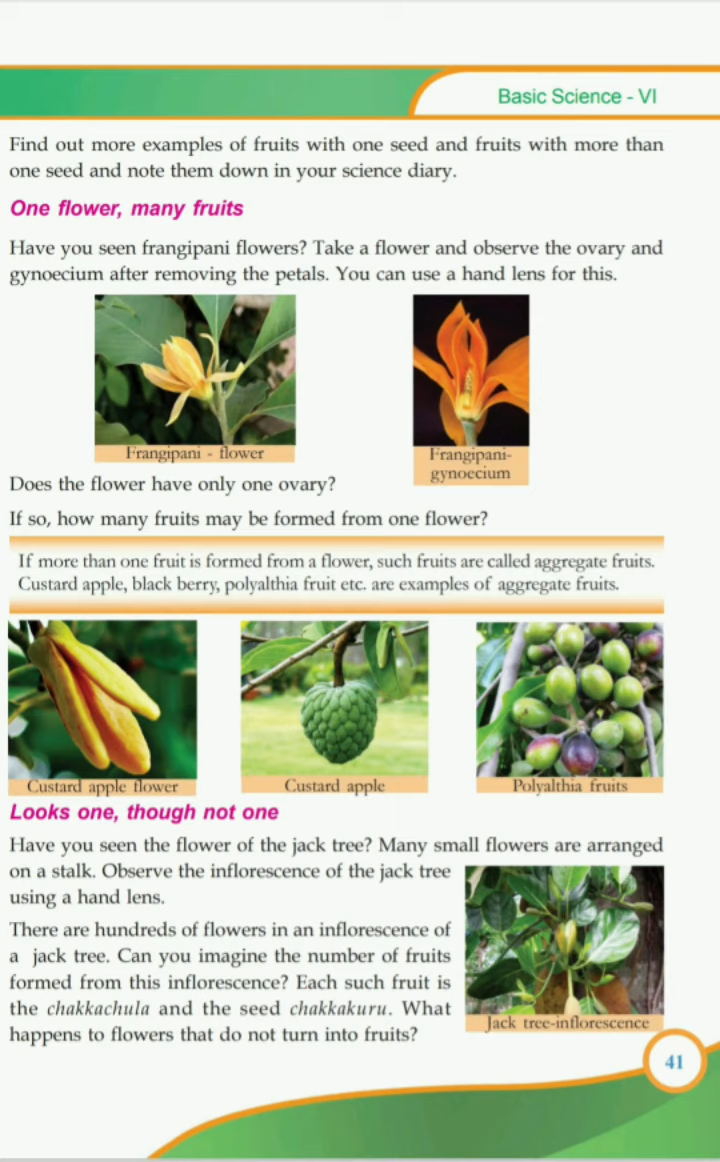 Basic Science - VI
Find out more examples of fruits with one seed and fruits with more than
one seed and note them down in your science diary.
One flower, many fruits
Have you seen frangipani flowers? Take a flower and observe the ovary and
gynoecium after removing the petals. You can use a hand lens for this.
Frangipani - flower
Frangipani-
gynoecium
Does the flower have only one ovary?
If so, how many fruits may be formed from one flower?
If more than one fruit is formed from a flower, such fruits are called aggregate fruits.
Custard apple, black berry, polyalthia fruit etc. are examples of aggregate fruits.
Custard apple flower
Custard apple
Polyalthia fruits
Looks one, though not one
Have you seen the flower of the jack tree? Many small flowers are arranged
on a stalk. Observe the inflorescence of the jack tree
using a hand lens.
There are hundreds of flowers in an inflorescence of
a jack tree. Can you imagine the number of fruits
formed from this inflorescence? Each such fruit is
the chakkachula and the seed chakkakuru. What
happens to flowers that do not turn into fruits?
Jack tree-inflorescence
41